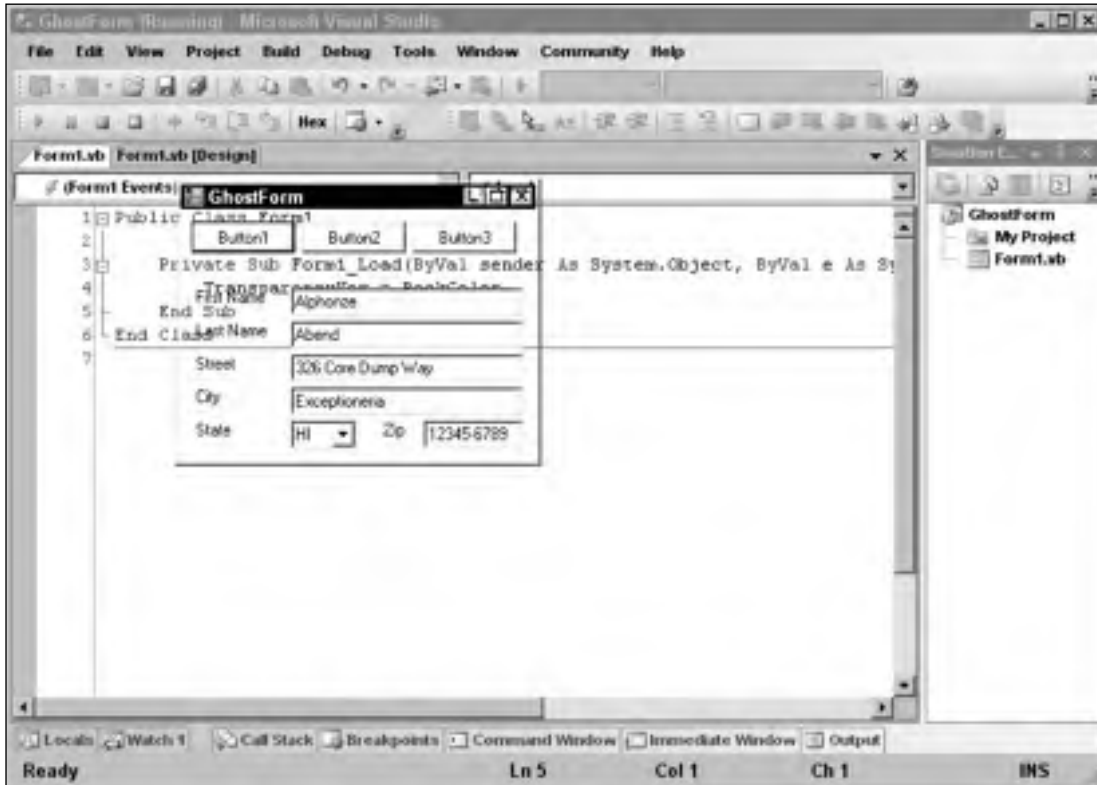 GhostForm (Running) - Microsoft Visual Studio
File Edit View Project Build Debug Tools Window Community Help
Hex
Form1.vb Form1.vb [Design]
Solution E...
(Form1 Events)
GhostForm
GhostForm
My Project
Form1.vb
1 Public Class Form1
Button1 Button2 Button3
2
3 Private Sub Form1_Load(ByVal sender As System.Object, ByVal e As Sy
4 TransparencyKey = BackColor
First Name Alphonze
5 End Sub
6 End Class
Last Name Abend
7
Street 326 Core Dump Way
City Exceptioneria
State HI Zip 12345-6789
Locals Watch 1 Call Stack Breakpoints Command Window Immediate Window Output
Ready Ln 5 Col 1 Ch 1 INS